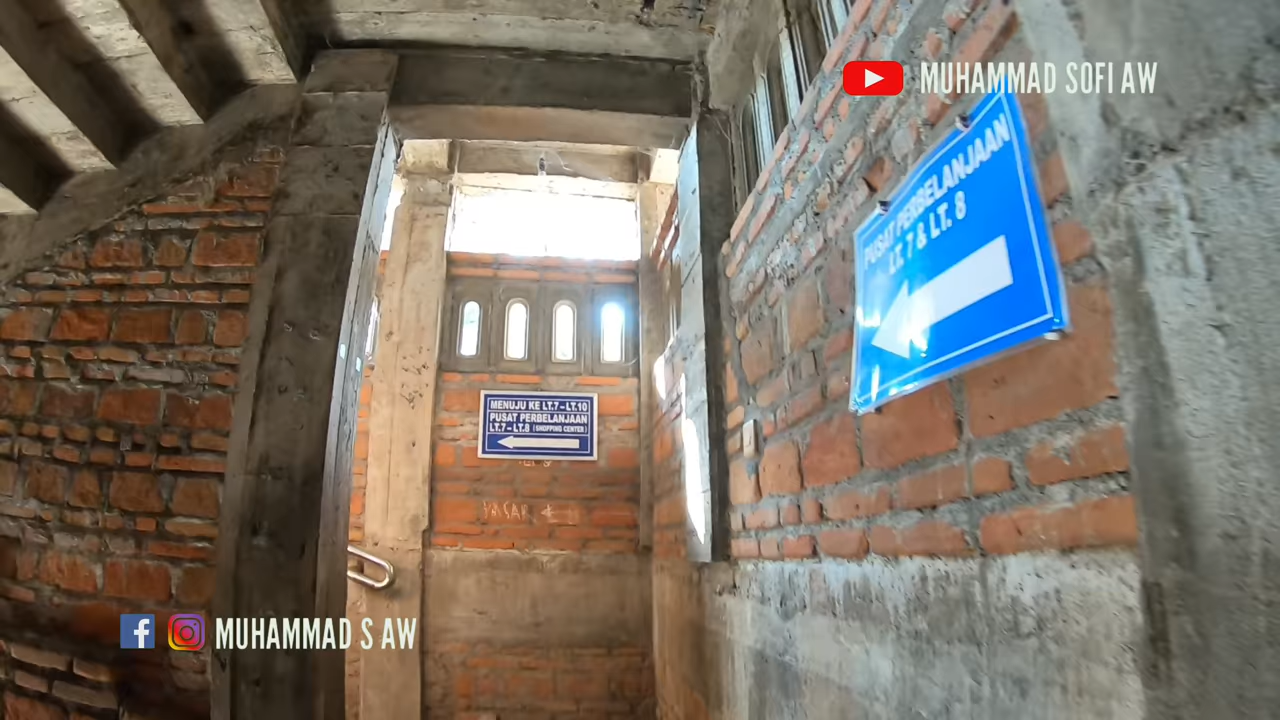 MUHAMMAD SOFI AW
PUSAT PERBELANJAAN
LT. 7 & LT. 8
MENUJU KE LT.7 – LT.10
PUSAT PERBELANJAAN
LT.7 – LT.8 (SHOPPING CENTER)
PASAR
MUHAMMAD S AW